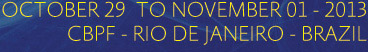 OCTOBER 29 TO NOVEMBER 01 - 2013
CBPF - RIO DE JANEIRO - BRAZIL